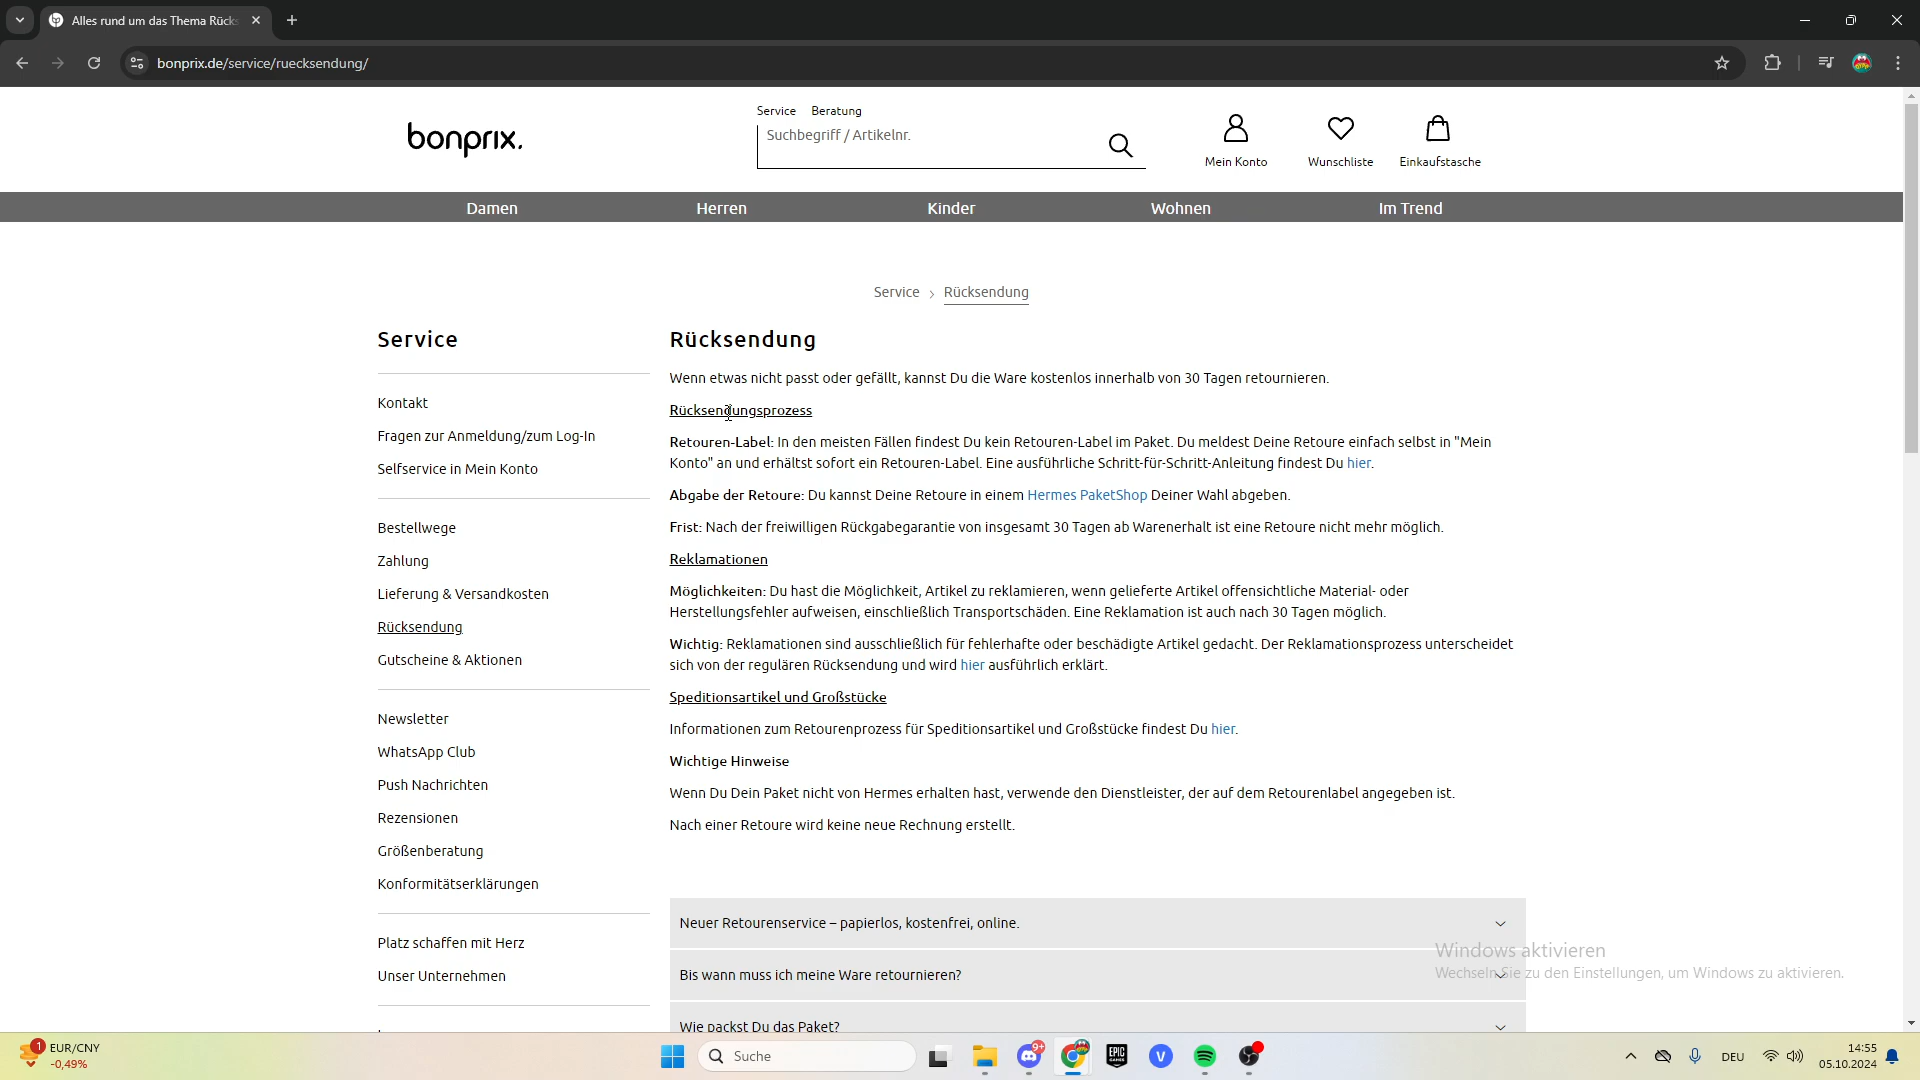 Alles rund um das Thema Rücks
bonprix.de/service/ruecksendung/
Service Beratung
bonprix.
Suchbegriff / Artikelnr.
Mein Konto Wunschliste Einkaufstasche
Damen Herren Kinder Wohnen Im Trend
Service › Rücksendung
Service
Kontakt
Fragen zur Anmeldung/zum Log-In
Selfservice in Mein Konto
Bestellwege
Zahlung
Lieferung & Versandkosten
Rücksendung
Gutscheine & Aktionen
Newsletter
WhatsApp Club
Push Nachrichten
Rezensionen
Größenberatung
Konformitätserklärungen
Platz schaffen mit Herz
Unser Unternehmen
Rücksendung
Wenn etwas nicht passt oder gefällt, kannst Du die Ware kostenlos innerhalb von 30 Tagen retournieren.
Rücksendungsprozess
Retouren-Label: In den meisten Fällen findest Du kein Retouren-Label im Paket. Du meldest Deine Retoure einfach selbst in "Mein
Konto" an und erhältst sofort ein Retouren-Label. Eine ausführliche Schritt-für-Schritt-Anleitung findest Du hier.
Abgabe der Retoure: Du kannst Deine Retoure in einem Hermes PaketShop Deiner Wahl abgeben.
Frist: Nach der freiwilligen Rückgabegarantie von insgesamt 30 Tagen ab Warenerhalt ist eine Retoure nicht mehr möglich.
Reklamationen
Möglichkeiten: Du hast die Möglichkeit, Artikel zu reklamieren, wenn gelieferte Artikel offensichtliche Material- oder
Herstellungsfehler aufweisen, einschließlich Transportschäden. Eine Reklamation ist auch nach 30 Tagen möglich.
Wichtig: Reklamationen sind ausschließlich für fehlerhafte oder beschädigte Artikel gedacht. Der Reklamationsprozess unterscheidet
sich von der regulären Rücksendung und wird hier ausführlich erklärt.
Speditionsartikel und Großstücke
Informationen zum Retourenprozess für Speditionsartikel und Großstücke findest Du hier.
Wichtige Hinweise
Wenn Du Dein Paket nicht von Hermes erhalten hast, verwende den Dienstleister, der auf dem Retourenlabel angegeben ist.
Nach einer Retoure wird keine neue Rechnung erstellt.
Neuer Retourenservice – papierlos, kostenfrei, online.
Bis wann muss ich meine Ware retournieren?
Wie packst Du das Paket?
Windows aktivieren
Wechseln Sie zu den Einstellungen, um Windows zu aktivieren.
1
EUR/CNY
-0,49%
Suche
9+
EPIC GAMES
V
DEU
14:55
05.10.2024